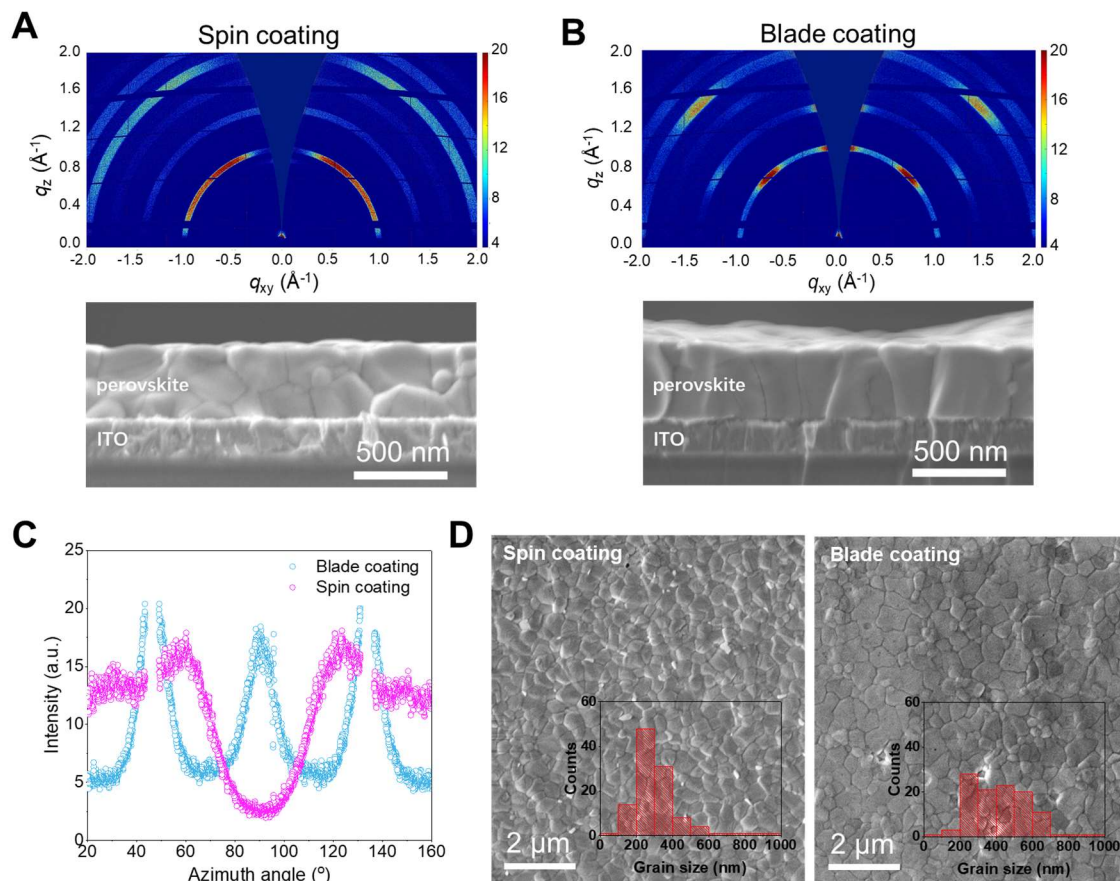 A
Spin coating
2.0
1.6
1.2
0.8
0.4
0.0
q_z (Å⁻¹)
-2.0 -1.5 -1.0 -0.5 0.0 0.5 1.0 1.5 2.0
q_xy (Å⁻¹)
20
16
12
8
4
perovskite
ITO
500 nm
B
Blade coating
2.0
1.6
1.2
0.8
0.4
0.0
q_z (Å⁻¹)
-2.0 -1.5 -1.0 -0.5 0.0 0.5 1.0 1.5 2.0
q_xy (Å⁻¹)
20
16
12
8
4
perovskite
ITO
500 nm
C
25
20
15
10
5
0
Intensity (a.u.)
Blade coating
Spin coating
20 40 60 80 100 120 140 160
Azimuth angle (º)
D
Spin coating
2 µm
60
40
20
0
Counts
0 200 400 600 800 1000
Grain size (nm)
Blade coating
2 µm
60
40
20
0
Counts
0 200 400 600 800 1000
Grain size (nm)